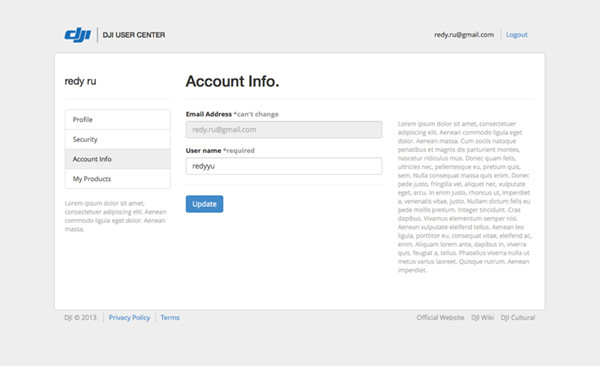 dji DJI USER CENTER
redy.ru@gmail.com Logout
redy ru
Profile
Security
Account Info
My Products
Lorem ipsum dolor sit amet,
consectetuer adipiscing elit. Aenean
commodo ligula eget dolor. Aenean
massa.
Account Info.
Email Address *can't change
redy.ru@gmail.com
User name *required
redyyu
Update
Lorem ipsum dolor sit amet, consectetuer
adipiscing elit. Aenean commodo ligula eget
dolor. Aenean massa. Cum sociis natoque
penatibus et magnis dis parturient montes,
nascetur ridiculus mus. Donec quam felis,
ultricies nec, pellentesque eu, pretium quis,
sem. Nulla consequat massa quis enim. Donec
pede justo, fringilla vel, aliquet nec, vulputate
eget, arcu. In enim justo, rhoncus ut, imperdiet
a, venenatis vitae, justo. Nullam dictum felis eu
pede mollis pretium. Integer tincidunt. Cras
dapibus. Vivamus elementum semper nisi.
Aenean vulputate eleifend tellus. Aenean leo
ligula, porttitor eu, consequat vitae, eleifend ac,
enim. Aliquam lorem ante, dapibus in, viverra
quis, feugiat a, tellus. Phasellus viverra nulla ut
metus varius laoreet. Quisque rutrum. Aenean
imperdiet.
DJI © 2013 Privacy Policy Terms
Official Website DJI Wiki DJI Cultural